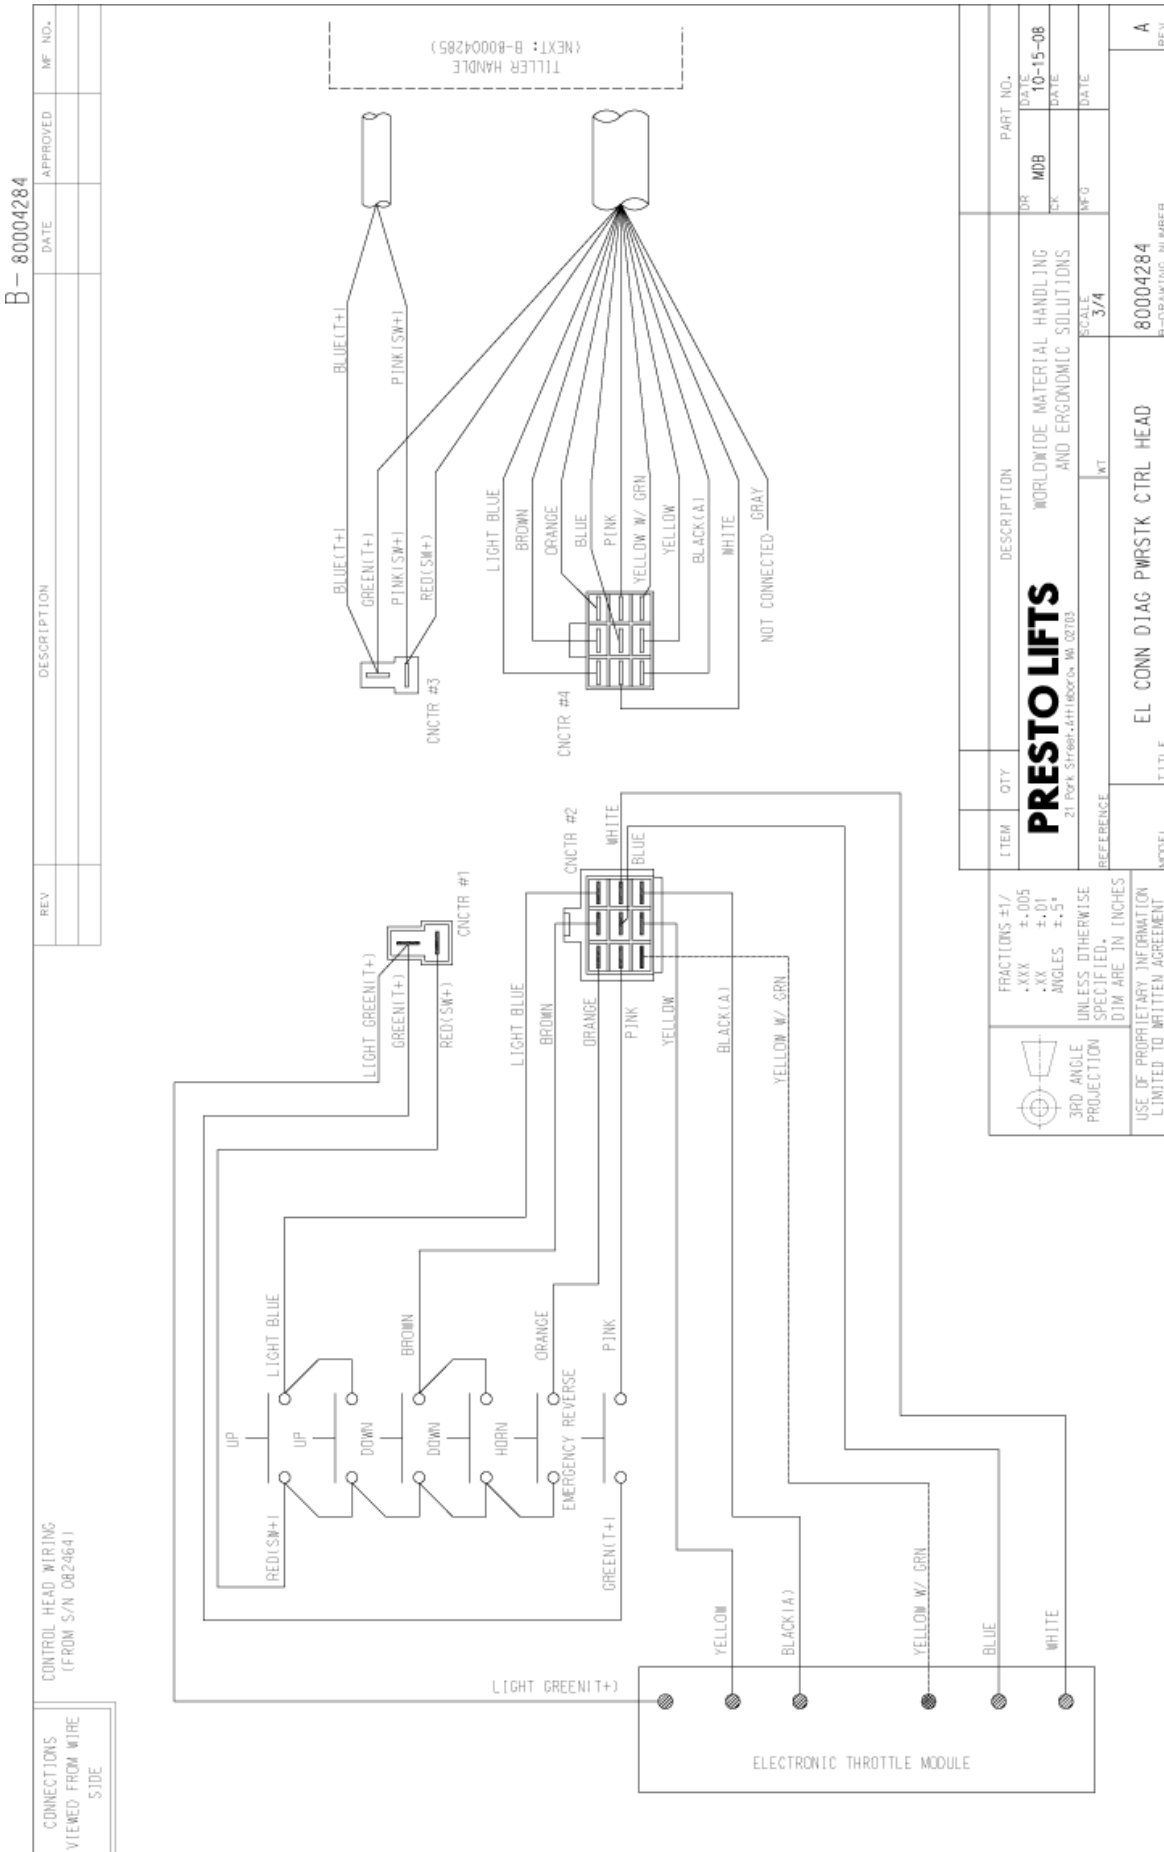 B- 80004284
REV
DESCRIPTION
DATE
APPROVED
MF NO.
CONNECTIONS
VIEWED FROM WIRE
SIDE
CONTROL HEAD WIRING
(FROM S/N 082464)
TILLER HANDLE
(NEXT: B-80004285)
LIGHT GREEN(T+)
GREEN(T+)
RED(SW+)
CNCTR #1
BLUE(T+)
PINK(SW+)
BLUE(T+)
GREEN(T+)
PINK(SW+)
RED(SW+)
CNCTR #3
UP
LIGHT BLUE
RED(SW+)
UP
DOWN
BROWN
DOWN
HORN
ORANGE
EMERGENCY REVERSE
PINK
GREEN(T+)
LIGHT BLUE
BROWN
ORANGE
PINK
YELLOW
BLACK(A)
YELLOW W/ GRN
CNCTR #2
WHITE
BLUE
CNCTR #4
LIGHT BLUE
BROWN
ORANGE
BLUE
PINK
YELLOW W/ GRN
YELLOW
BLACK(A)
WHITE
NOT CONNECTED
GRAY
LIGHT GREEN(T+)
YELLOW
BLACK(A)
YELLOW W/ GRN
BLUE
WHITE
ELECTRONIC THROTTLE MODULE
3RD ANGLE
PROJECTION
FRACTIONS ±1/
.XXX ±.005
.XX ±.01
ANGLES ±.5°
UNLESS OTHERWISE
SPECIFIED.
DIM ARE IN INCHES
USE OF PROPRIETARY INFORMATION
LIMITED TO WRITTEN AGREEMENT
ITEM
QTY
DESCRIPTION
PART NO.
PRESTO LIFTS
21 Park Street, Attleboro, MA 02703
WORLDWIDE MATERIAL HANDLING
AND ERGONOMIC SOLUTIONS
DR
MDB
DATE
10-15-08
CK
DATE
MFG
DATE
REFERENCE
WT
SCALE
3/4
MODEL
TITLE
EL CONN DIAG PWRSTK CTRL HEAD
80004284
B-DRAWING NUMBER
A
REV